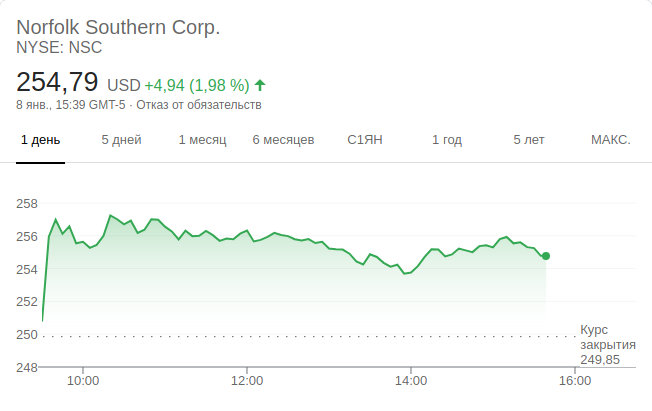 Norfolk Southern Corp.
NYSE: NSC
254,79 USD +4,94 (1,98 %)
8 янв., 15:39 GMT-5 · Отказ от обязательств
1 день 5 дней 1 месяц 6 месяцев С1ЯН 1 год 5 лет МАКС.
258
256
254
252
250
248
Курс
закрытия
249,85
10:00 12:00 14:00 16:00